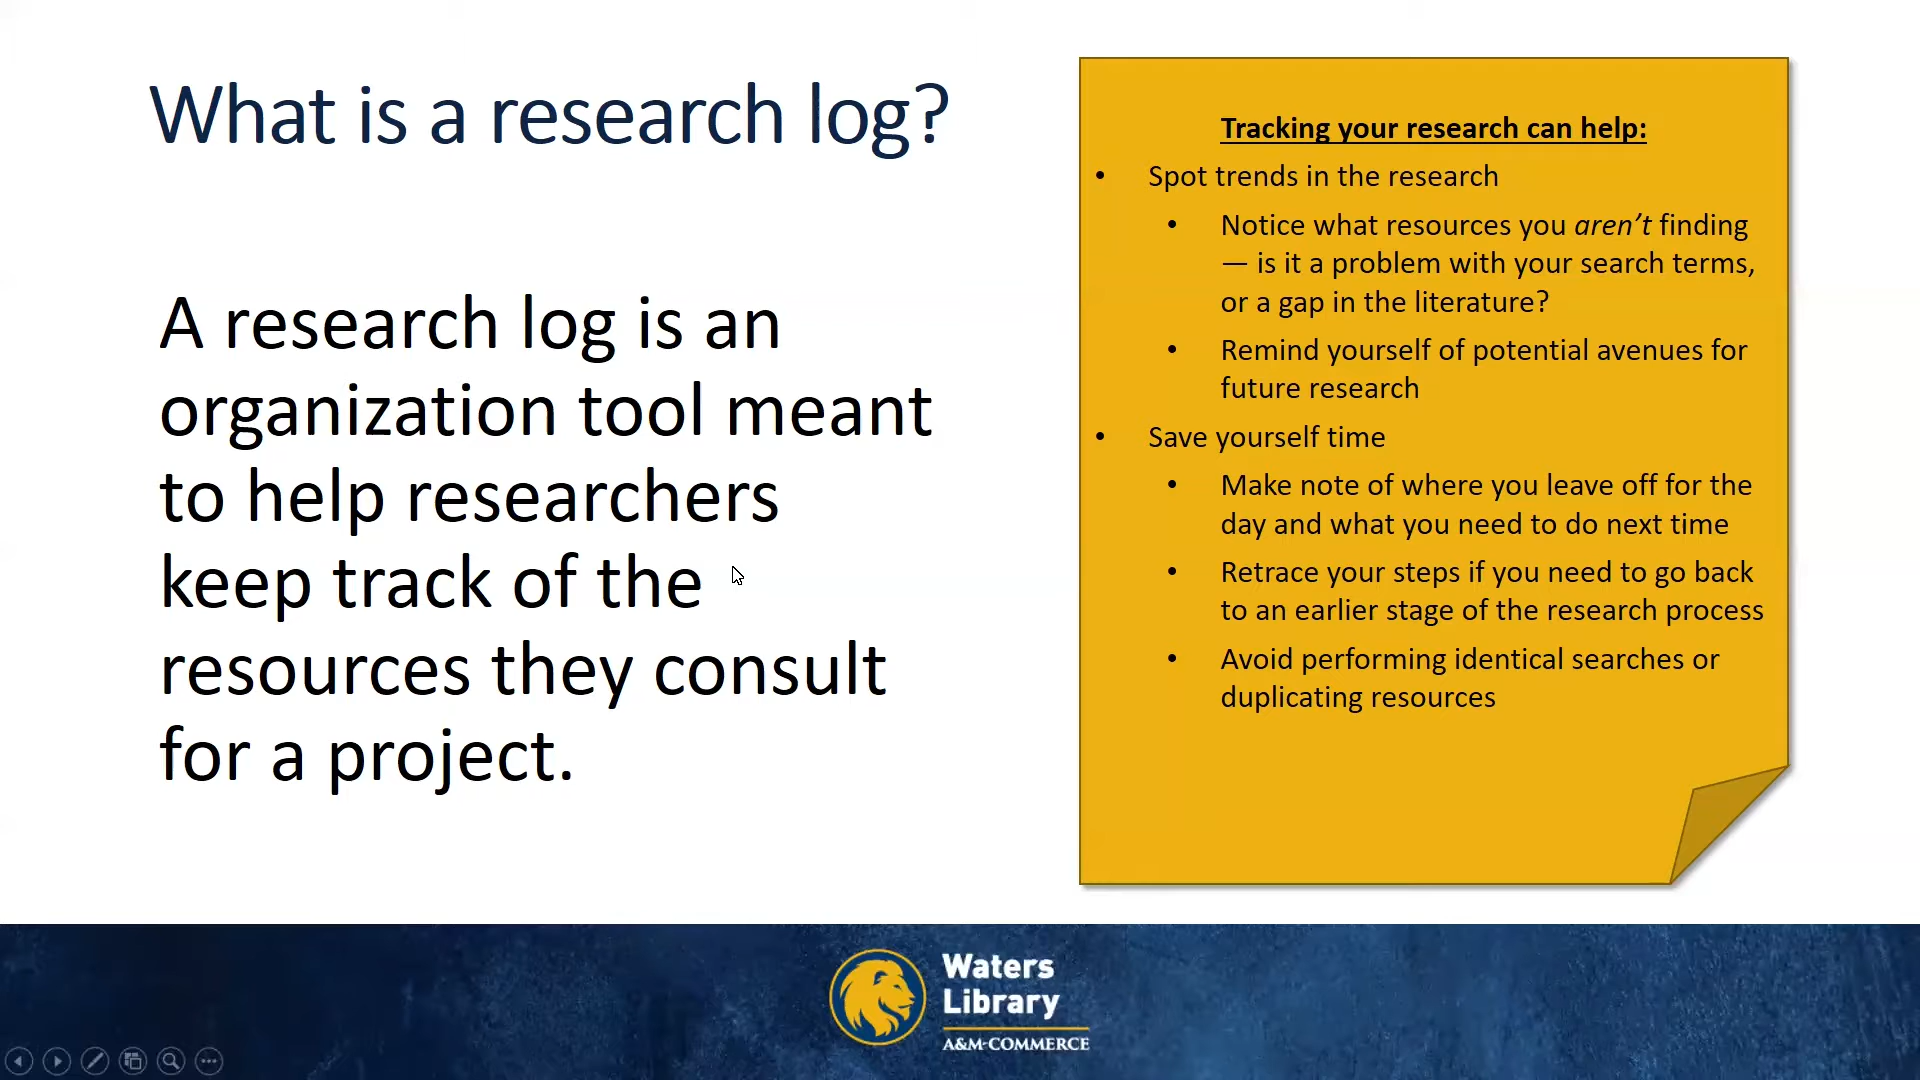 What is a research log?
A research log is an
organization tool meant
to help researchers
keep track of the
resources they consult
for a project.
Tracking your research can help:
• Spot trends in the research
• Notice what resources you aren’t finding
— is it a problem with your search terms,
or a gap in the literature?
• Remind yourself of potential avenues for
future research
• Save yourself time
• Make note of where you leave off for the
day and what you need to do next time
• Retrace your steps if you need to go back
to an earlier stage of the research process
• Avoid performing identical searches or
duplicating resources
Waters
Library
A&M-COMMERCE